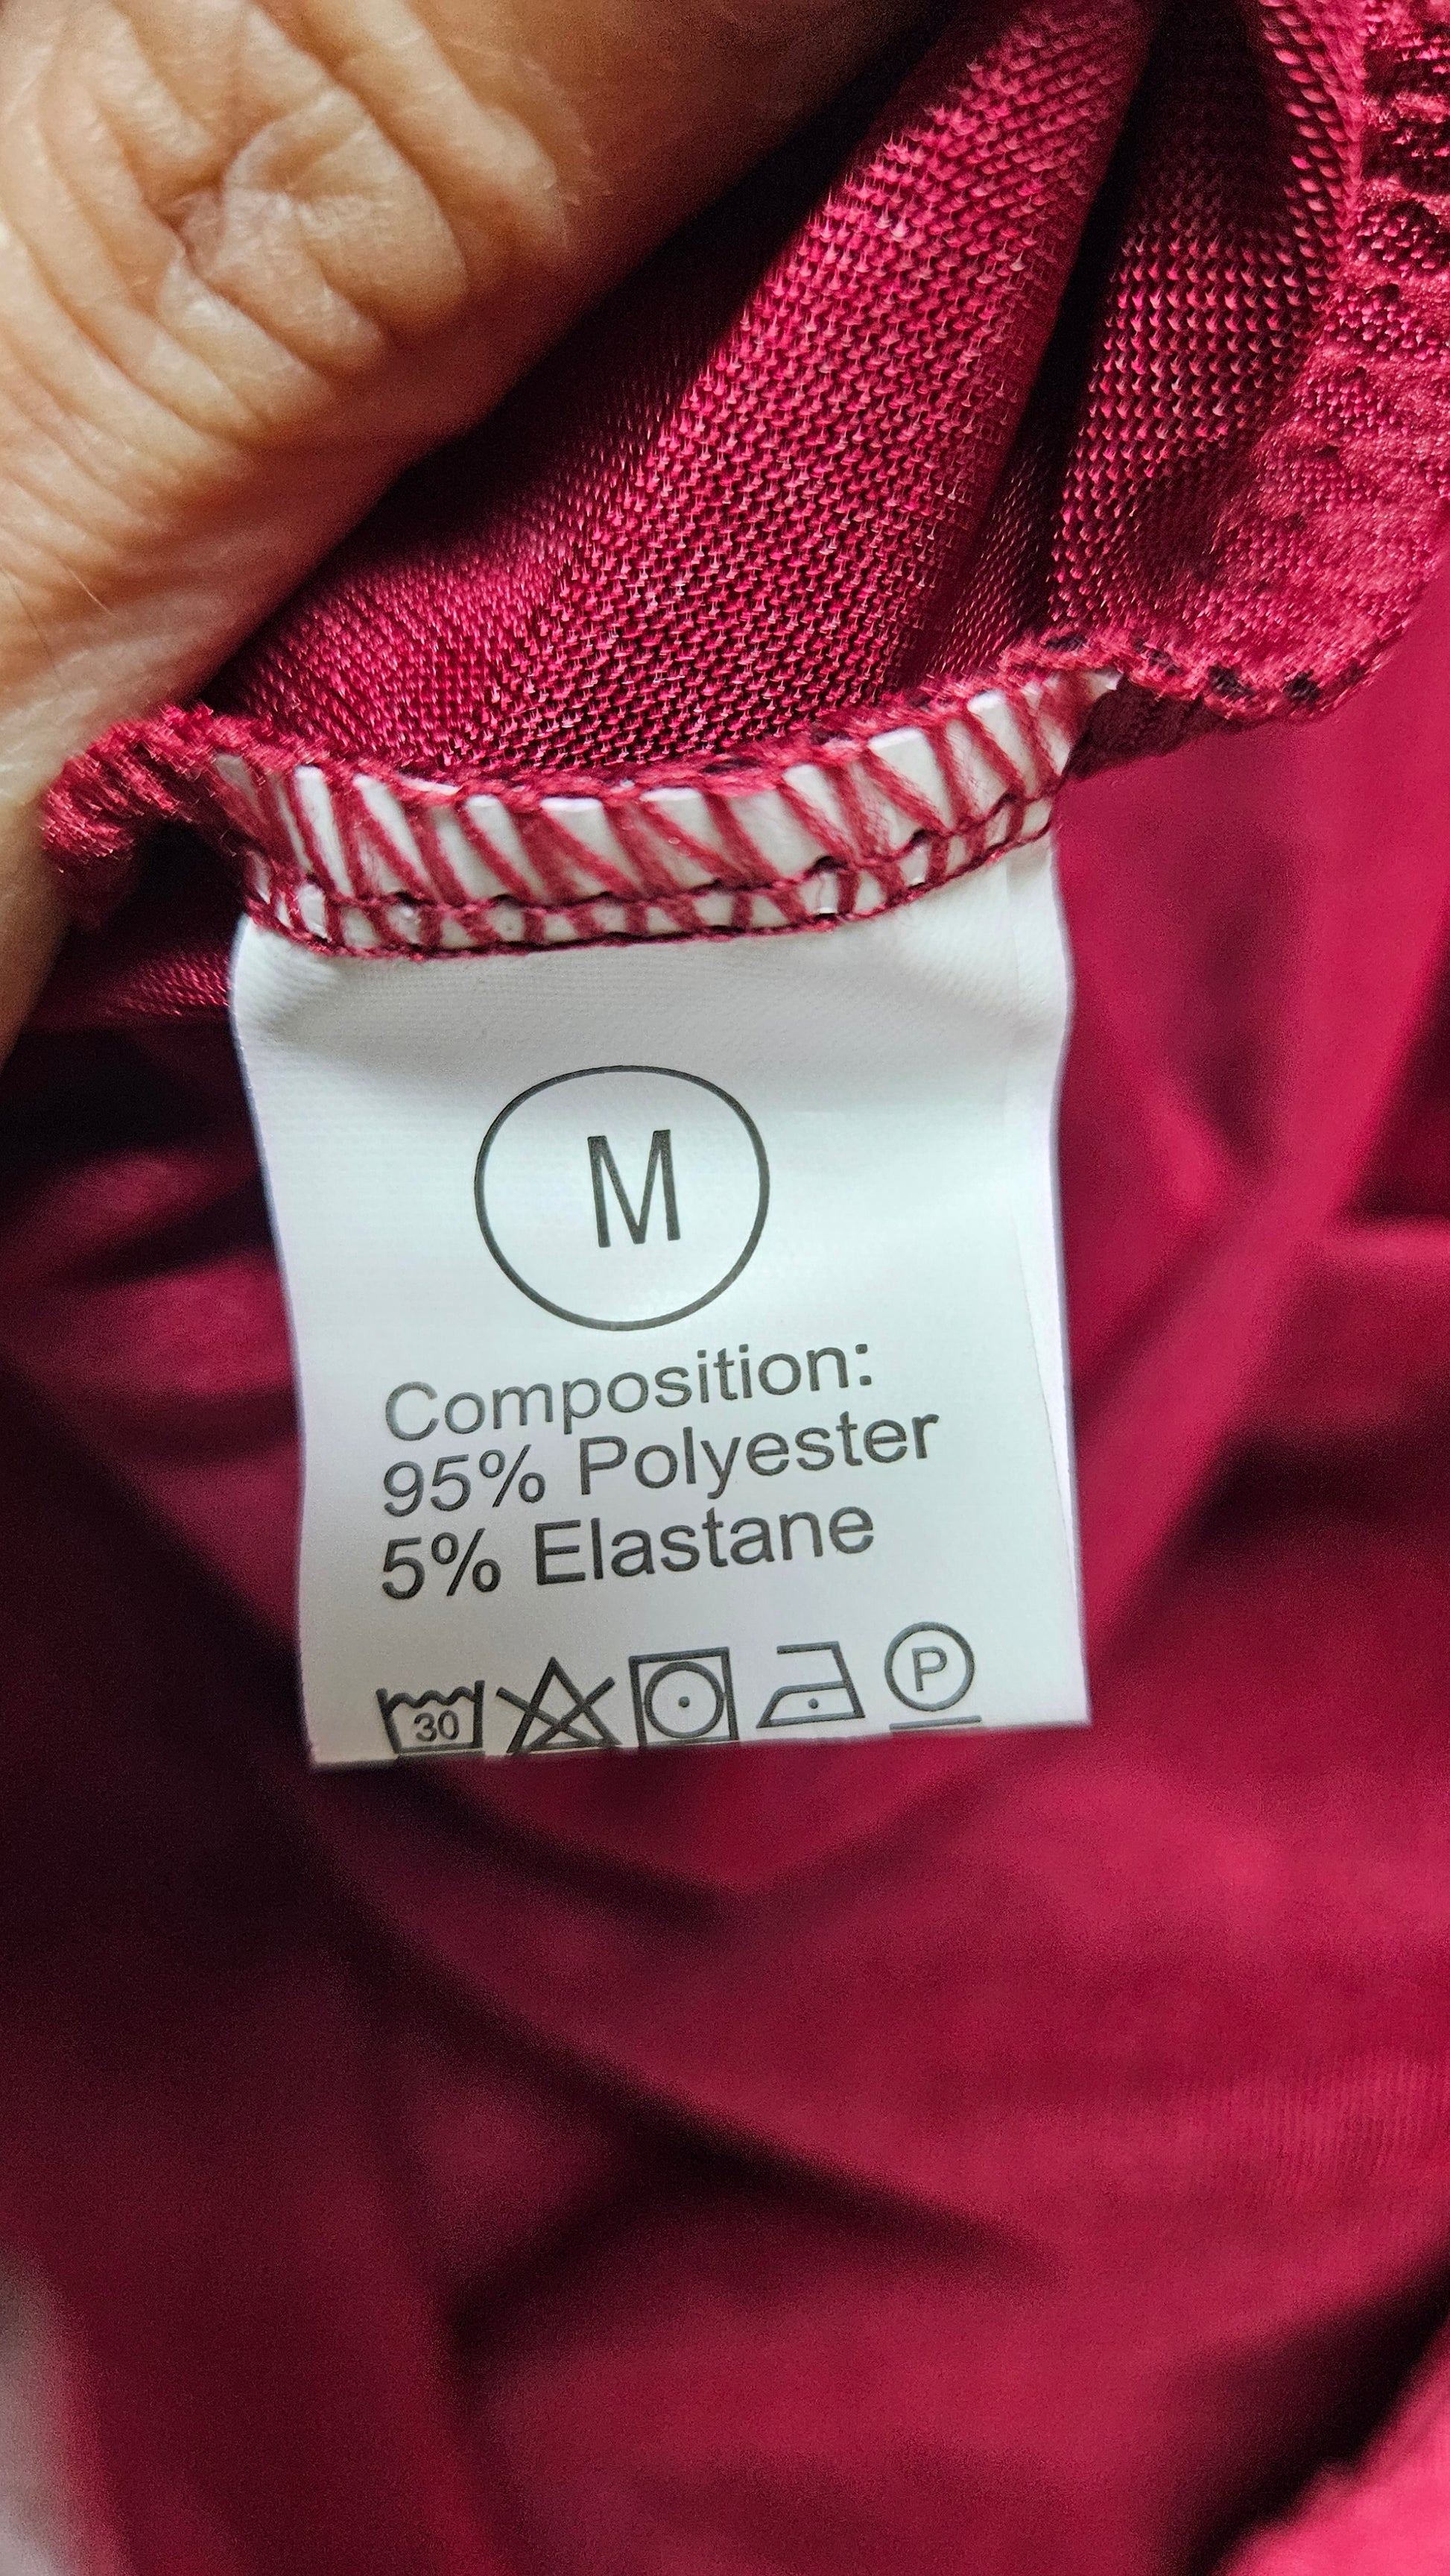 M
Composition:
95% Polyester
5% Elastane
30 P